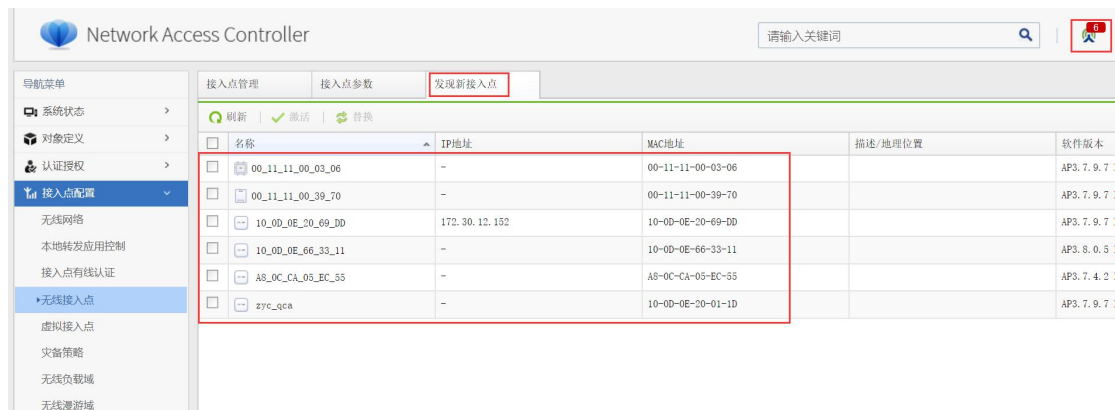 Network Access Controller
请输入关键词
6
导航菜单
接入点管理 接入点参数 发现新接入点
系统状态
刷新 激活 替换
对象定义
名称 IP地址 MAC地址 描述/地理位置 软件版本
认证授权
00_11_11_00_03_06 - 00-11-11-00-03-06 AP3.7.9.7
接入点配置
00_11_11_00_39_70 - 00-11-11-00-39-70 AP3.7.9.7
无线网络
10_0D_0E_20_69_DD 172.30.12.152 10-0D-0E-20-69-DD AP3.7.9.7
本地转发应用控制
10_0D_0E_66_33_11 - 10-0D-0E-66-33-11 AP3.8.0.5
接入点有线认证
A8_0C_CA_05_EC_55 - A8-0C-CA-05-EC-55 AP3.7.4.2
无线接入点
zyc_qca - 10-0D-0E-20-01-1D AP3.7.9.7
虚拟接入点
灾备策略
无线负载域
无线漫游域